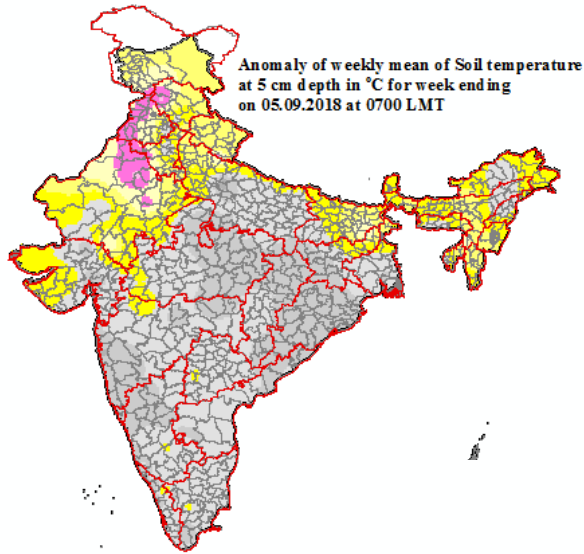 Anomaly of weekly mean of Soil temperature
at 5 cm depth in °C for week ending
on 05.09.2018 at 0700 LMT